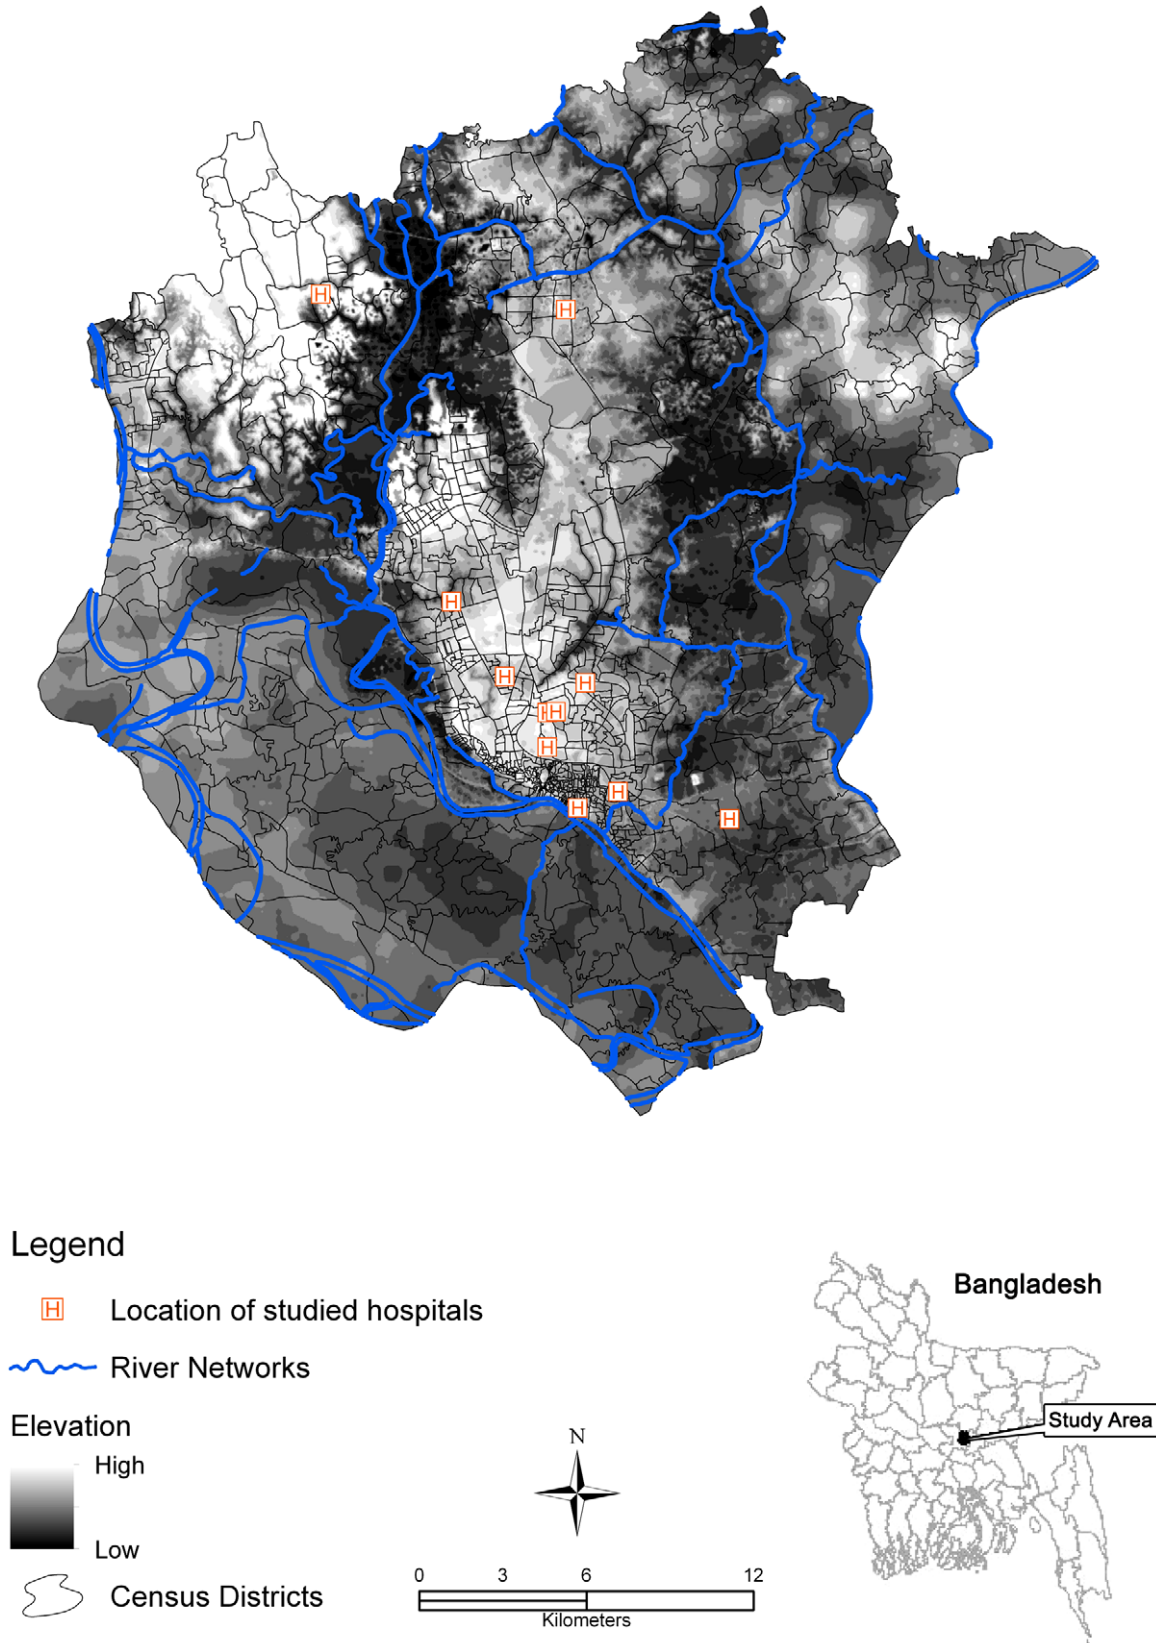 H
H
H
H
H
H H
H
H
H
H
Legend
H Location of studied hospitals
River Networks
Elevation
High
Low
Census Districts
N
0 3 6 12
Kilometers
Bangladesh
Study Area